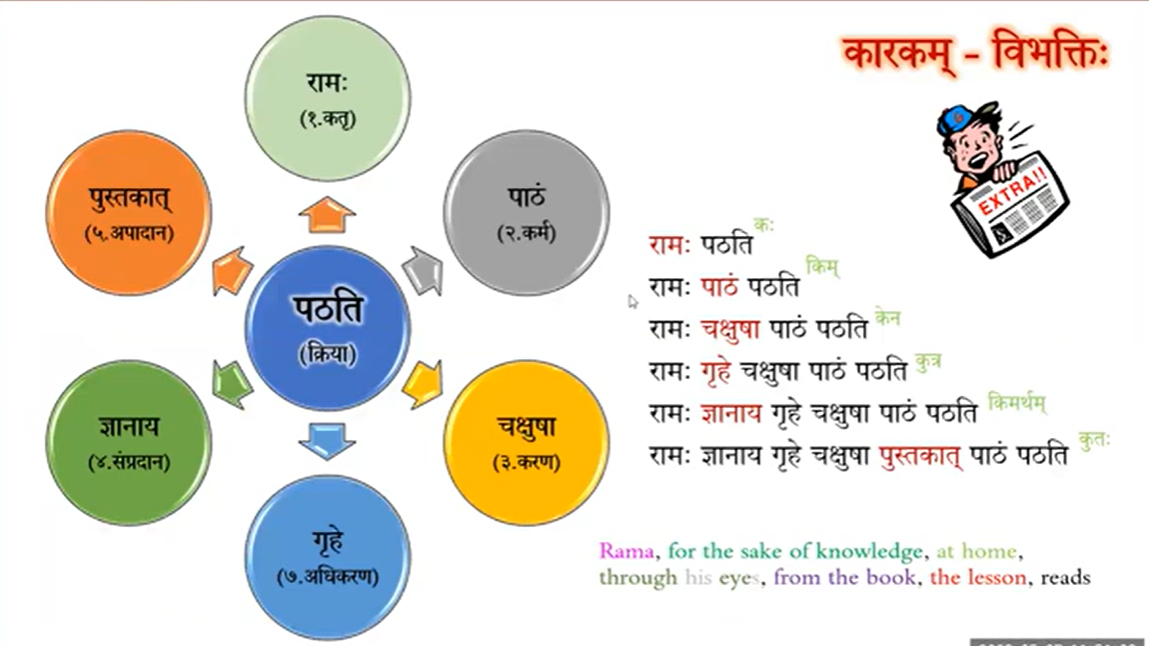 कारकम् - विभक्तिः
EXTRA!!
रामः
(१.कतृ)
पाठं
(२.कर्म)
चक्षुषा
(३.करण)
गृहे
(७.अधिकरण)
ज्ञानाय
(४.संप्रदान)
पुस्तकात्
(५.अपादान)
पठति
(क्रिया)
रामः पठति कः
रामः पाठं पठति किम्
रामः चक्षुषा पाठं पठति केन
रामः गृहे चक्षुषा पाठं पठति कुत्र
रामः ज्ञानाय गृहे चक्षुषा पाठं पठति किमर्थम्
रामः ज्ञानाय गृहे चक्षुषा पुस्तकात् पाठं पठति कुतः
Rama, for the sake of knowledge, at home,
through his eyes, from the book, the lesson, reads